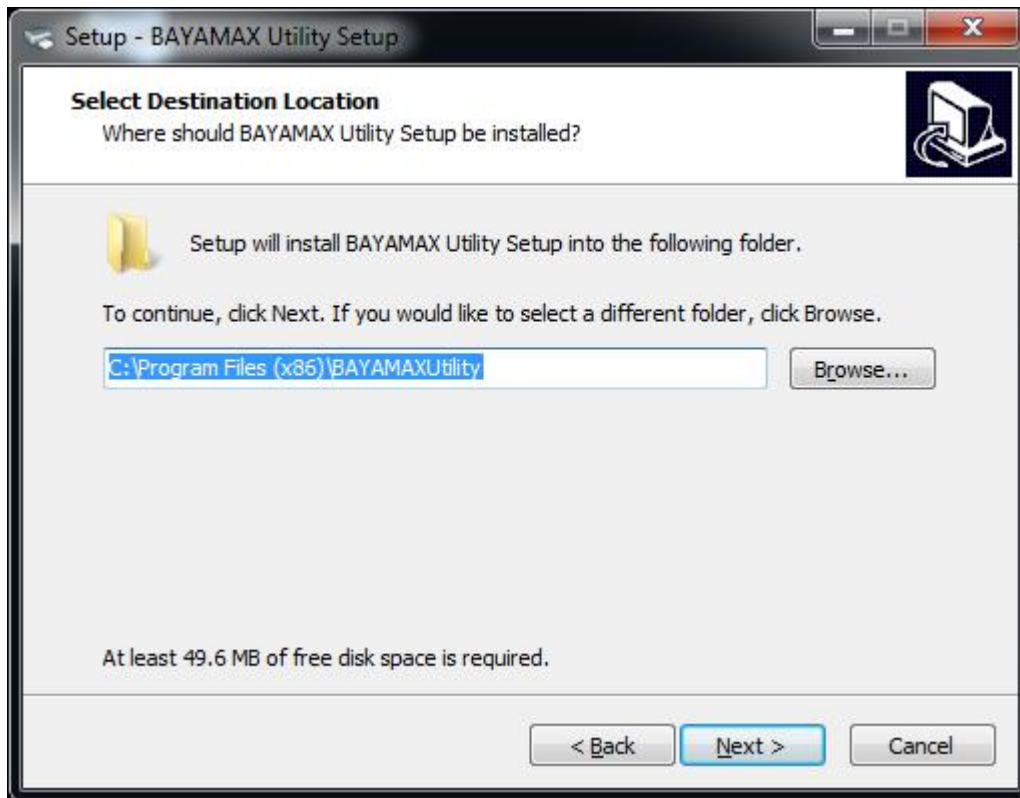 Setup - BAYAMAX Utility Setup
Select Destination Location
Where should BAYAMAX Utility Setup be installed?
Setup will install BAYAMAX Utility Setup into the following folder.
To continue, click Next. If you would like to select a different folder, click Browse.
C:\Program Files (x86)\BAYAMAXUtility
Browse...
At least 49.6 MB of free disk space is required.
< Back
Next >
Cancel